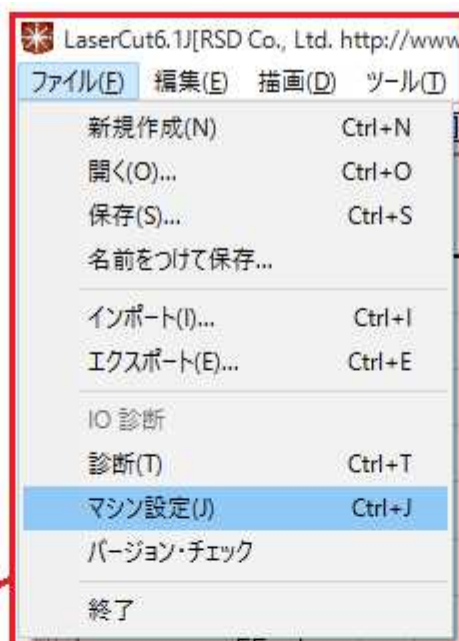 LaserCut6.1J[RSD Co., Ltd. http://www
ファイル(F) 編集(E) 描画(D) ツール(T)
新規作成(N) Ctrl+N
開く(O)... Ctrl+O
保存(S)... Ctrl+S
名前をつけて保存...
インポート(I)... Ctrl+I
エクスポート(E)... Ctrl+E
IO 診断
診断(T) Ctrl+T
マシン設定(J) Ctrl+J
バージョン・チェック
終了